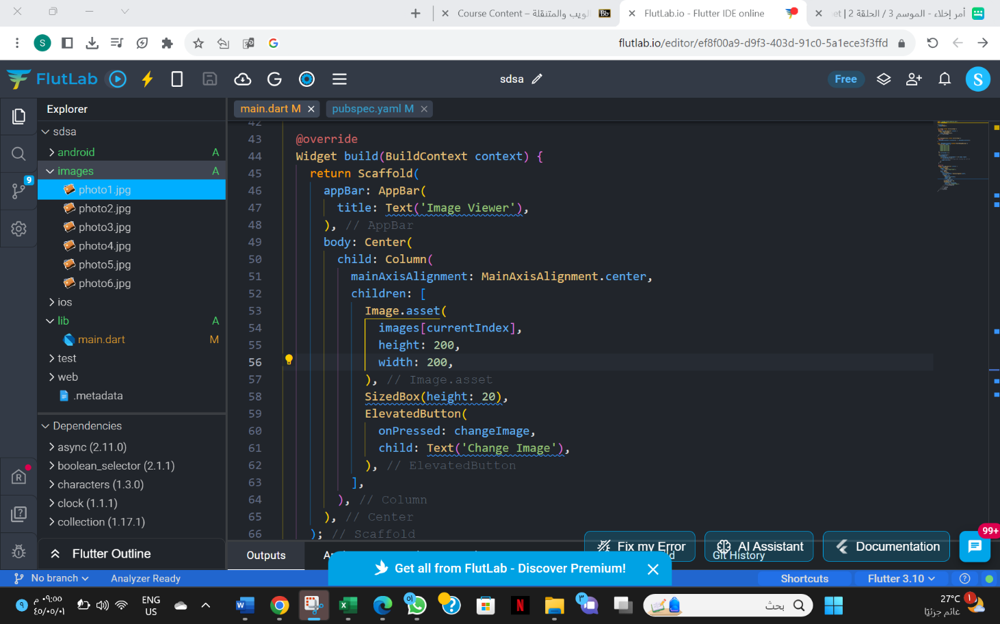 Course Content – الويب والمتنقلة
Bb
FlutLab.io - Flutter IDE online
أمر إخلاء - الموسم 3 / الحلقة 2 |
S
flutlab.io/editor/ef8f00a9-d9f3-403d-91c0-5a1ece3f3ffd
FlutLab
sdsa
Free
S
Explorer
main.dart M
pubspec.yaml M
sdsa
android A
images A
photo1.jpg
photo2.jpg
photo3.jpg
photo4.jpg
photo5.jpg
photo6.jpg
ios
lib A
main.dart M
test
web
.metadata
9
Dependencies
async (2.11.0)
boolean_selector (2.1.1)
characters (1.3.0)
clock (1.1.1)
collection (1.17.1)
Flutter Outline
42
43 @override
44 Widget build(BuildContext context) {
45 return Scaffold(
46 appBar: AppBar(
47 title: Text('Image Viewer'),
48 ), // AppBar
49 body: Center(
50 child: Column(
51 mainAxisAlignment: MainAxisAlignment.center,
52 children: [
53 Image.asset(
54 images[currentIndex],
55 height: 200,
56 width: 200,
57 ), // Image.asset
58 SizedBox(height: 20),
59 ElevatedButton(
60 onPressed: changeImage,
61 child: Text('Change Image'),
62 ), // ElevatedButton
63 ],
64 ), // Column
65 ), // Center
66 ); // Scaffold
Fix my Error
AI Assistant
Documentation
99+
Outputs
Git History
Get all from FlutLab - Discover Premium!
No branch
Analyzer Ready
Shortcuts
Flutter 3.10
٠٩:٥٥ م
٤٥/٠٥/٠١
ENG
US
بحث
27°C
غائم جزئيًا